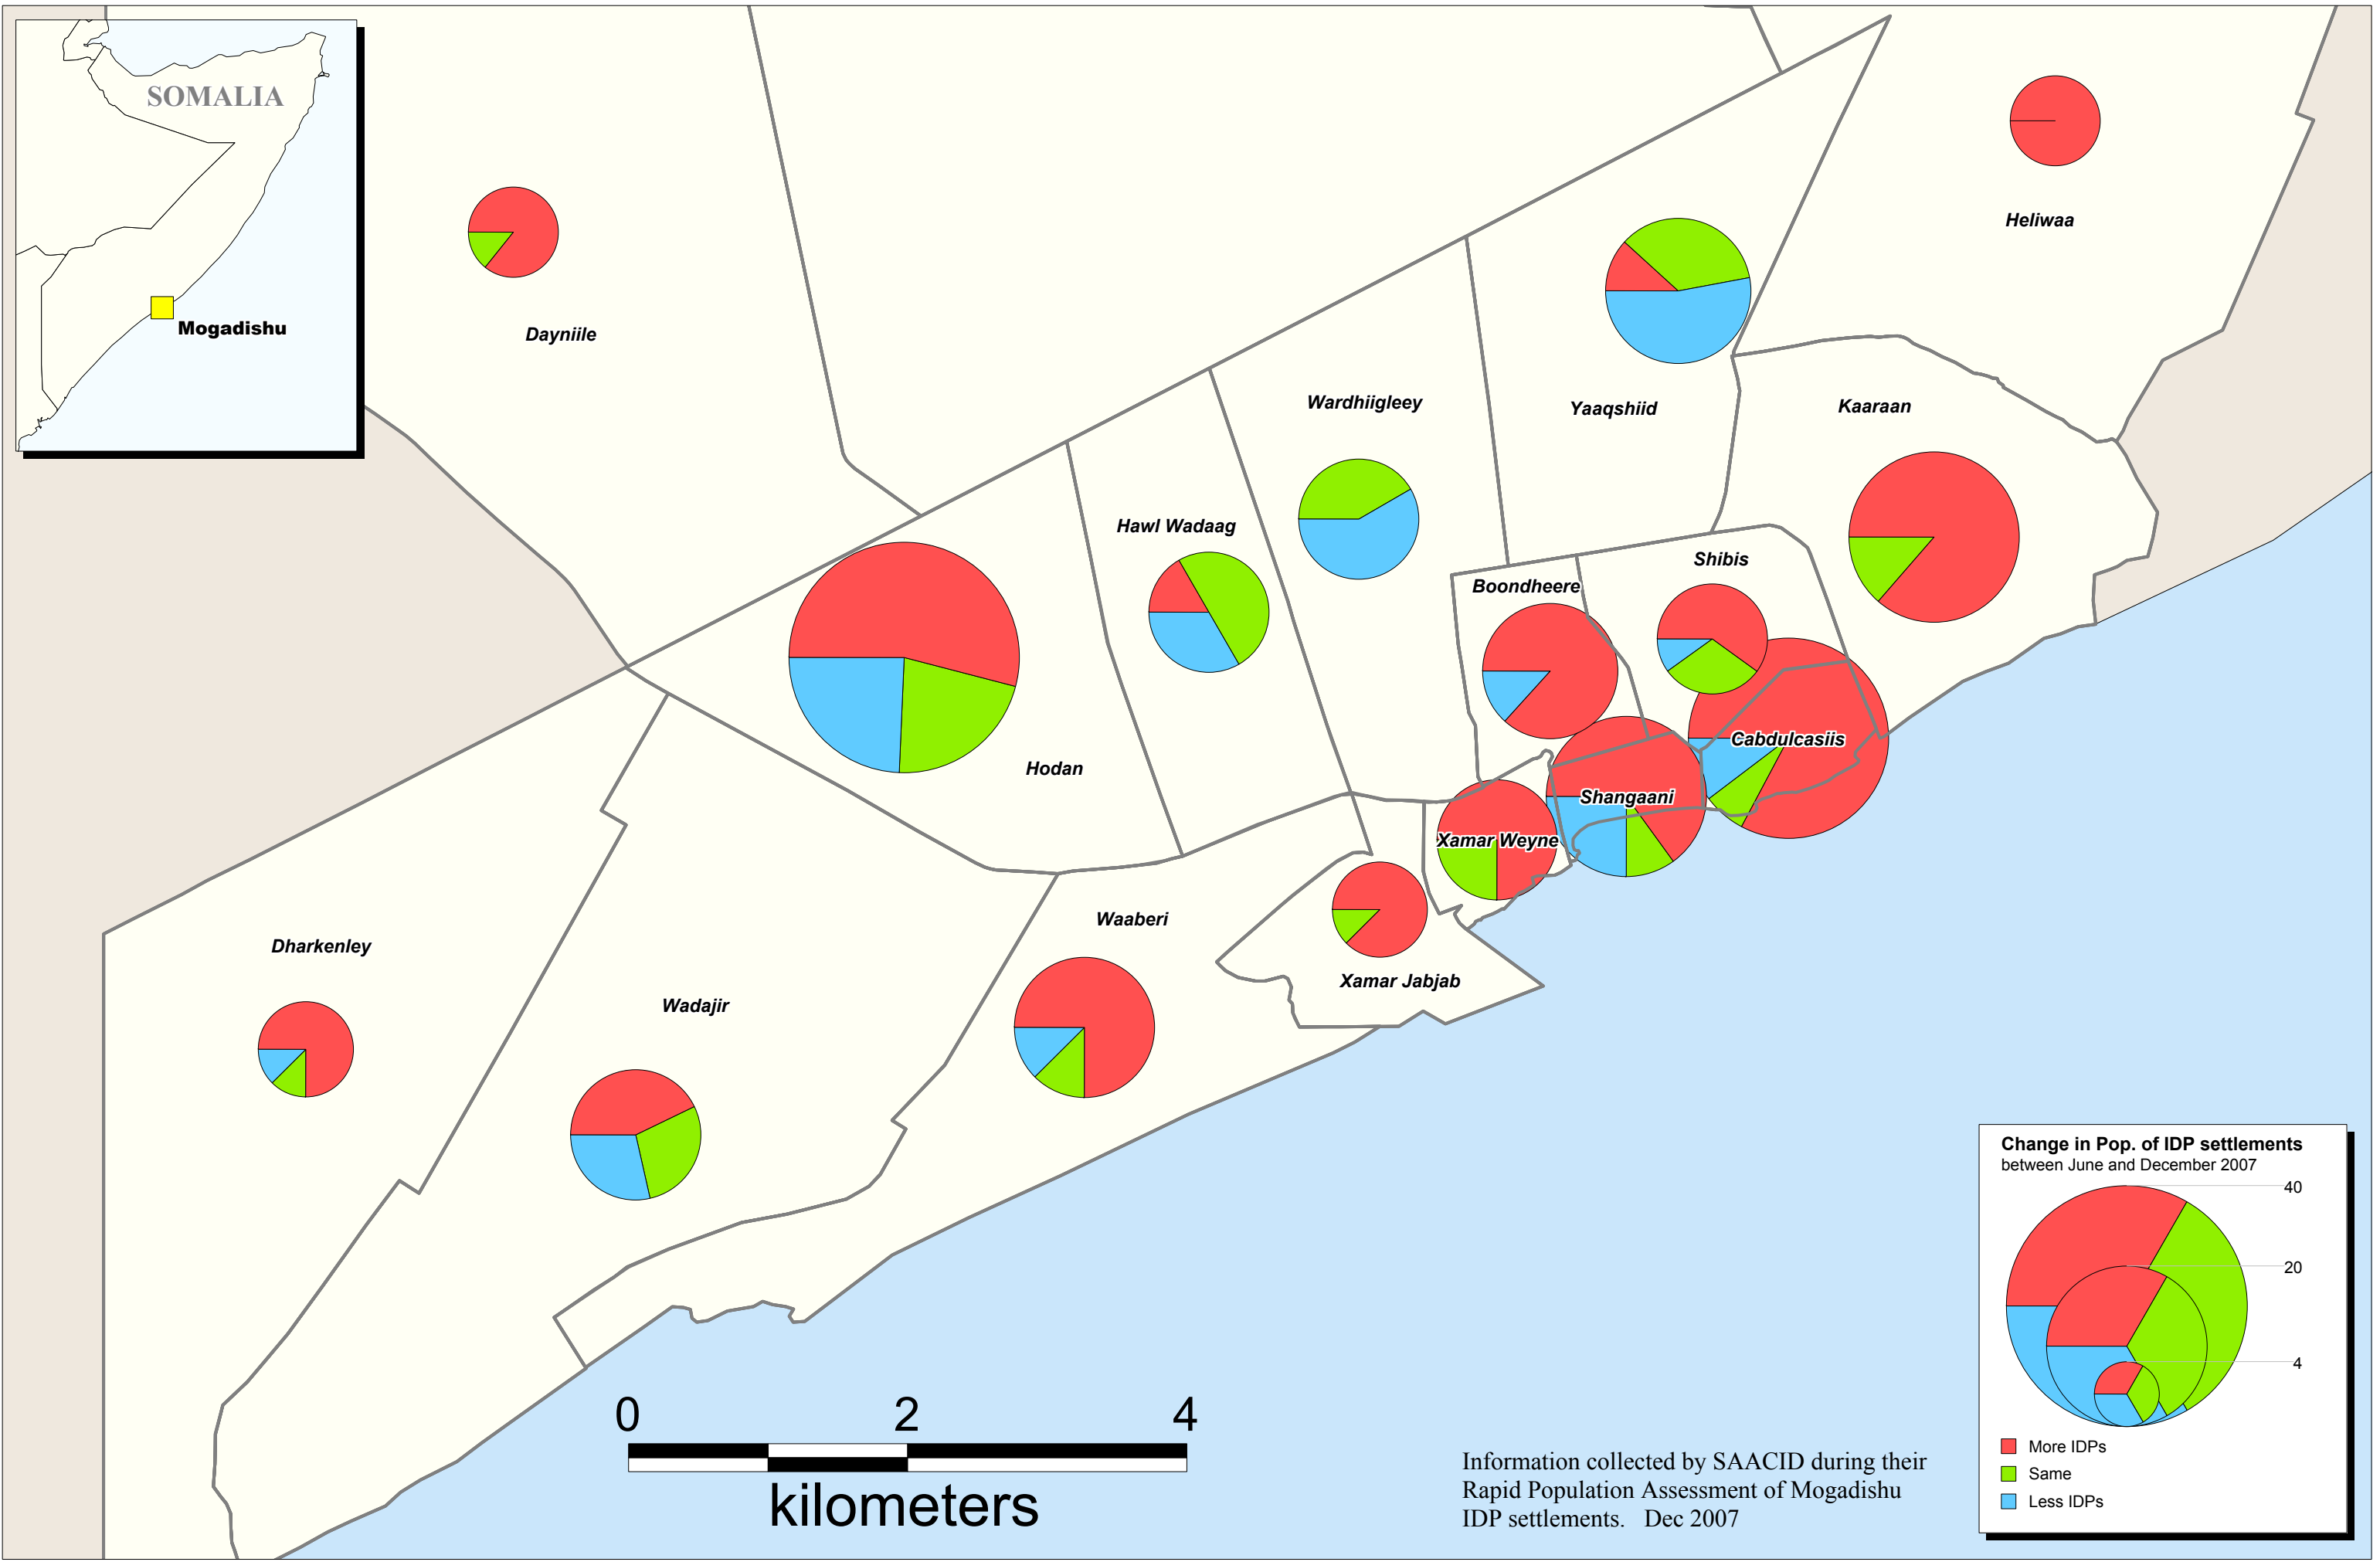 SOMALIA
Mogadishu
Heliwaa
Dayniile
Wardhiigleey
Yaaqshiid
Kaaraan
Hawl Wadaag
Shibis
Boondheere
Cabdulcasiis
Hodan
Shangaani
Xamar Weyne
Waaberi
Dharkenley
Xamar Jabjab
Wadajir
Change in Pop. of IDP settlements
between June and December 2007
40
20
4
More IDPs
Same
Less IDPs
0 2 4
kilometers
Information collected by SAACID during their
Rapid Population Assessment of Mogadishu
IDP settlements. Dec 2007